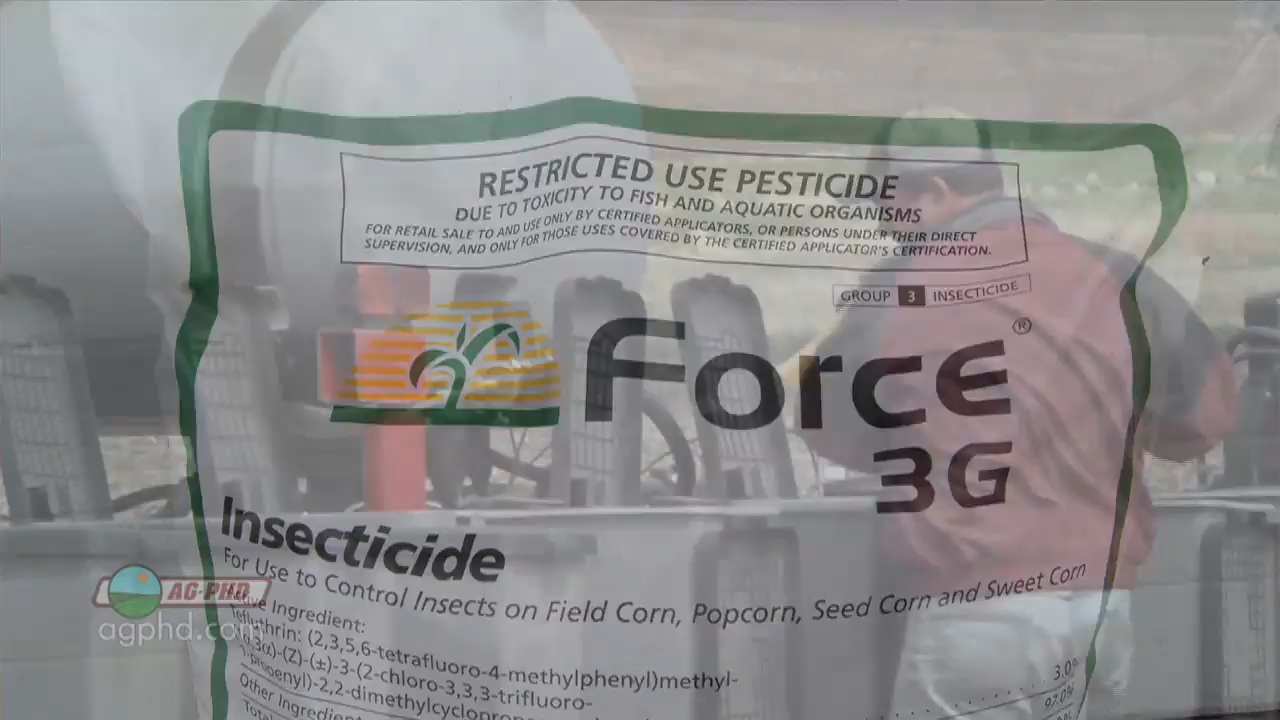 RESTRICTED USE PESTICIDE
DUE TO TOXICITY TO FISH AND AQUATIC ORGANISMS
FOR RETAIL SALE TO AND USE ONLY BY CERTIFIED APPLICATORS, OR PERSONS UNDER THEIR DIRECT
SUPERVISION, AND ONLY FOR THOSE USES COVERED BY THE CERTIFIED APPLICATOR'S CERTIFICATION.
GROUP 3 INSECTICIDE
Force ®
3G
Insecticide
For Use to Control Insects on Field Corn, Popcorn, Seed Corn and Sweet Corn
Ingredient:
(2,3,5,6-tetrafluoro-4-methylphenyl)methyl-
-(Z)-(±)-3-(2-chloro-3,3,3-trifluoro-
3.0%
Other
97.0%
AG-PHD
agphd.com